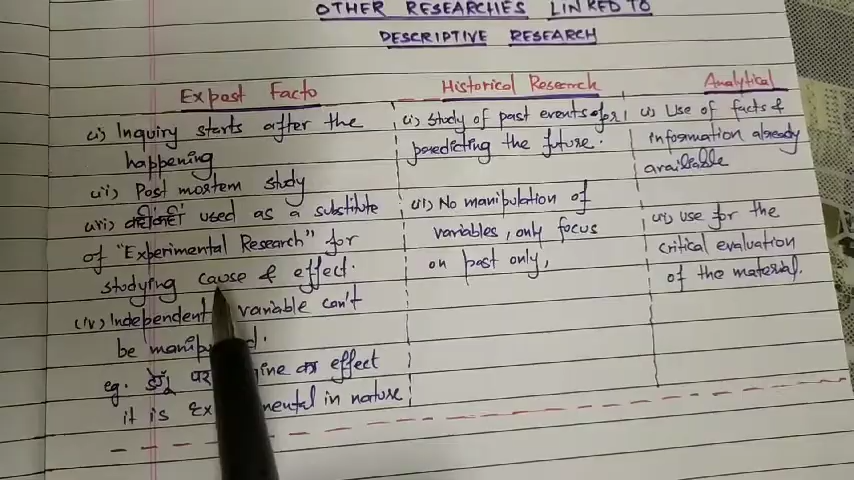 OTHER RESEARCHES LINKED TO
DESCRIPTIVE RESEARCH
Expost Facto
(i) Inquiry starts after the
happening
(ii) Post mortem study
(iii) used as a substitute
of "Experimental Research" for
studying cause & effect.
(iv) Independent variable can't
be
eg. पर का effect
it is in nature
Historical Research
(i) Study of past events for
predicting the future.
(ii) No manipulation of
variables, only focus
on past only,
Analytical
(i) Use of facts &
information already
available
(ii) use for the
critical evaluation
of the material.